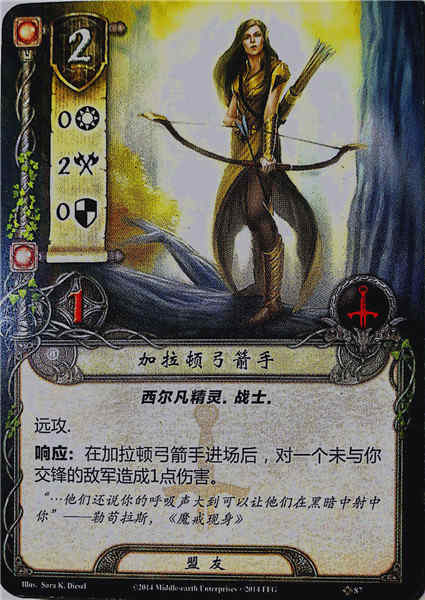 2
0
2
0
1
加拉顿弓箭手
西尔凡精灵. 战士.
远攻.
响应: 在加拉顿弓箭手进场后，对一个未与你
交锋的敌军造成1点伤害。
“…他们还说你的呼吸声大到可以让他们在黑暗中射中
你”——勒苟拉斯，《魔戒现身》
盟友
Illus. Sara K. Diesel
©2014 Middle-earth Enterprises • 2014 FFG
87